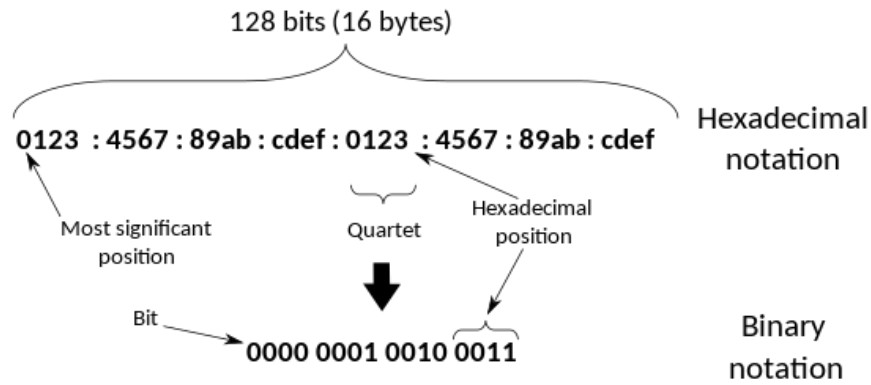 128 bits (16 bytes)
0123 : 4567 : 89ab : cdef : 0123 : 4567 : 89ab : cdef
Hexadecimal
notation
Most significant
position
Quartet
Hexadecimal
position
Bit
0000 0001 0010 0011
Binary
notation